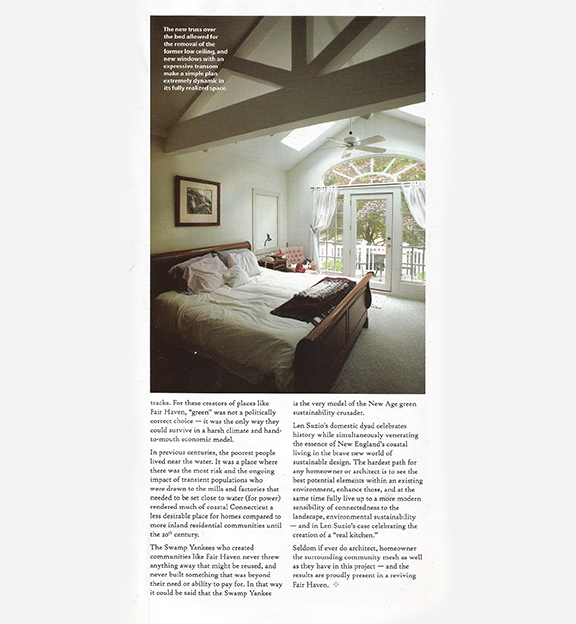 The new truss over
the bed allowed for
the removal of the
former low ceiling, and
new windows with an
expressive transom
make a simple plan
extremely dynamic in
its fully realized space.
tracks. For these creators of places like
Fair Haven, “green” was not a politically
correct choice — it was the only way they
could survive in a harsh climate and hand-
to-mouth economic model.
In previous centuries, the poorest people
lived near the water. It was a place where
there was the most risk and the ongoing
impact of transient populations who
were drawn to the mills and factories that
needed to be set close to water (for power)
rendered much of coastal Connecticut a
less desirable place for homes compared to
more inland residential communities until
the 20th century.
The Swamp Yankees who created
communities like Fair Haven never threw
anything away that might be reused, and
never built something that was beyond
their need or ability to pay for. In that way
it could be said that the Swamp Yankee
is the very model of the New Age green
sustainability crusader.
Len Suzio’s domestic dyad celebrates
history while simultaneously venerating
the essence of New England’s coastal
living in the brave new world of
sustainable design. The hardest path for
any homeowner or architect is to see the
best potential elements within an existing
environment, enhance those, and at the
same time fully live up to a more modern
sensibility of connectedness to the
landscape, environmental sustainability
— and in Len Suzio’s case celebrating the
creation of a “real kitchen.”
Seldom if ever do architect, homeowner
the surrounding community mesh as well
as they have in this project — and the
results are proudly present in a reviving
Fair Haven.